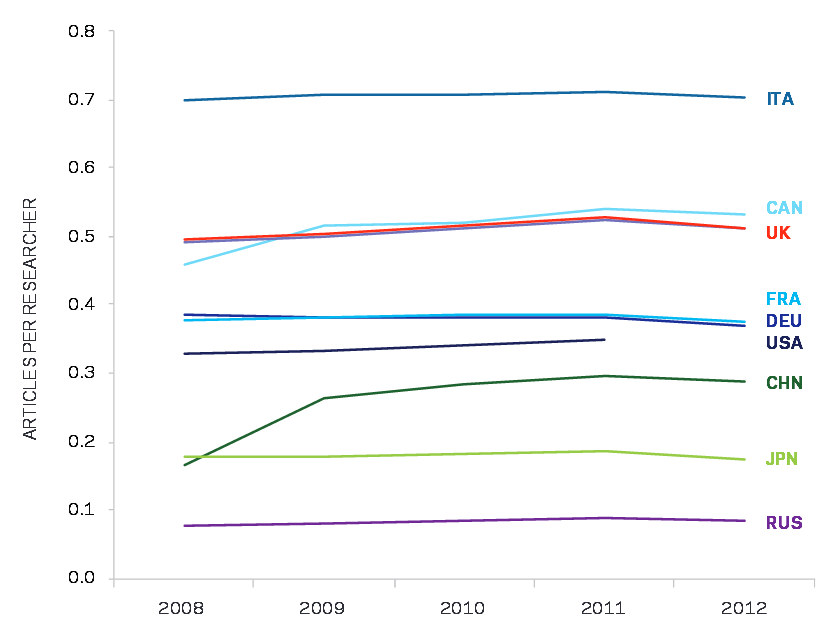 0.8
0.7
0.6
0.5
0.4
0.3
0.2
0.1
0.0
ARTICLES PER RESEARCHER
2008 2009 2010 2011 2012
ITA
CAN
UK
FRA
DEU
USA
CHN
JPN
RUS